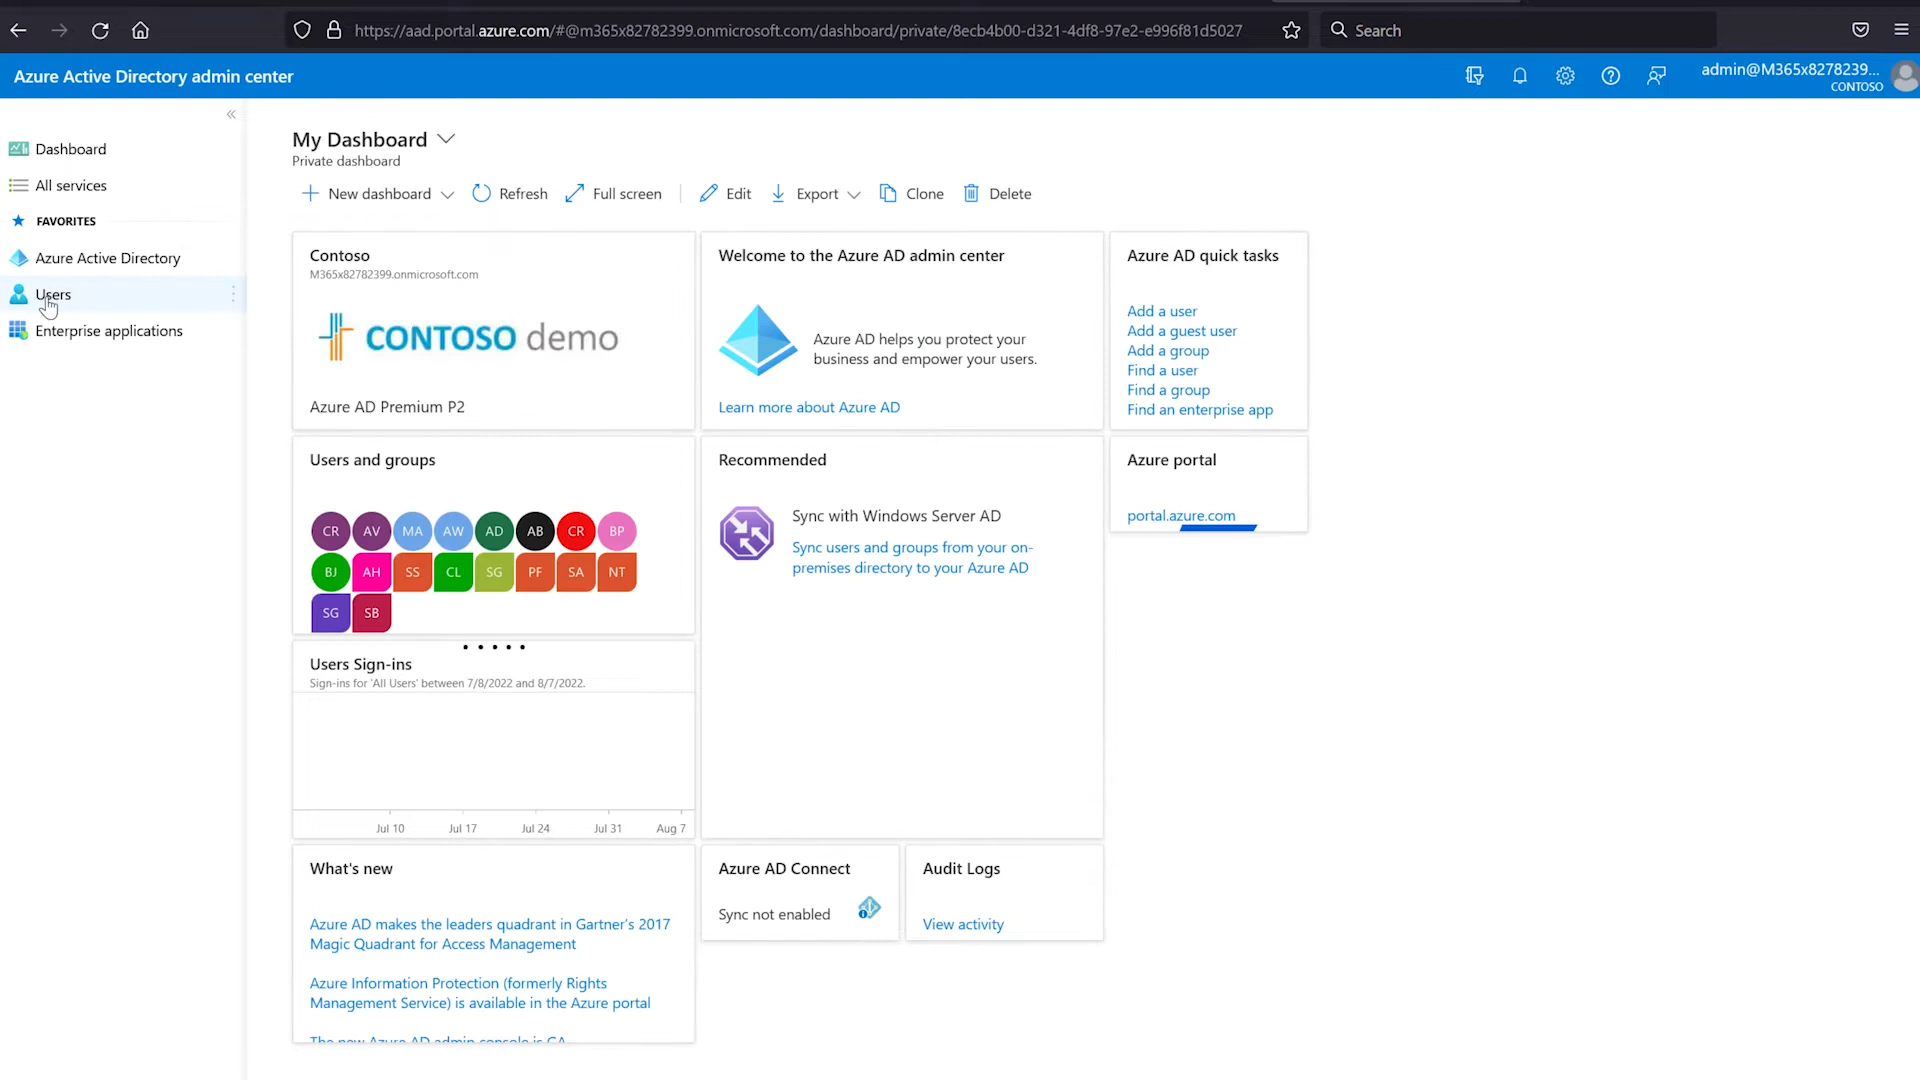 https://aad.portal.azure.com/#@m365x82782399.onmicrosoft.com/dashboard/private/8ecb4b00-d321-4df8-97e2-e996f81d5027
Search
Azure Active Directory admin center
admin@M365x8278239...
CONTOSO
Dashboard
All services
FAVORITES
Azure Active Directory
Users
Enterprise applications
My Dashboard
Private dashboard
New dashboard
Refresh
Full screen
Edit
Export
Clone
Delete
Contoso
M365x82782399.onmicrosoft.com
CONTOSO demo
Azure AD Premium P2
Welcome to the Azure AD admin center
Azure AD helps you protect your
business and empower your users.
Learn more about Azure AD
Azure AD quick tasks
Add a user
Add a guest user
Add a group
Find a user
Find a group
Find an enterprise app
Users and groups
CR AV MA AW AD AB CR BP
BJ AH SS CL SG PF SA NT
SG SB
Recommended
Sync with Windows Server AD
Sync users and groups from your on-
premises directory to your Azure AD
Azure portal
portal.azure.com
Users Sign-ins
Sign-ins for 'All Users' between 7/8/2022 and 8/7/2022.
Jul 10 Jul 17 Jul 24 Jul 31 Aug 7
What's new
Azure AD makes the leaders quadrant in Gartner's 2017
Magic Quadrant for Access Management
Azure Information Protection (formerly Rights
Management Service) is available in the Azure portal
The new Azure AD admin console is GA
Azure AD Connect
Sync not enabled
Audit Logs
View activity